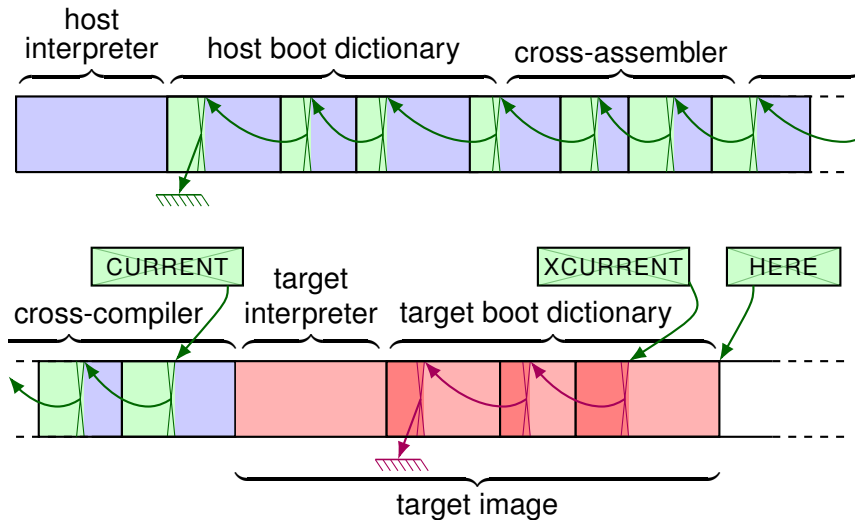 host
interpreter
host boot dictionary
cross-assembler
CURRENT
XCURRENT
HERE
cross-compiler
target
interpreter
target boot dictionary
target image